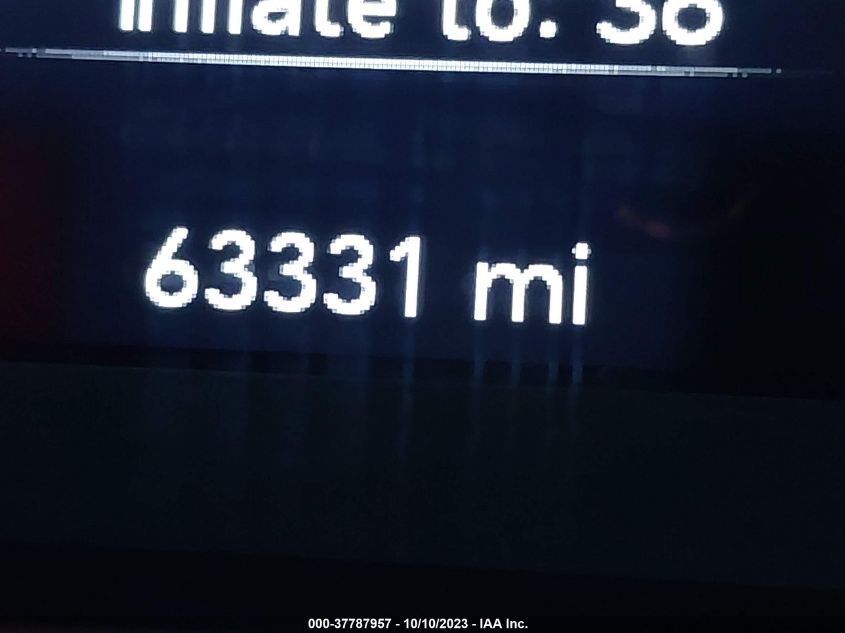 Inflate to: 36
63331 mi
000-37787957 - 10/10/2023 - IAA Inc.